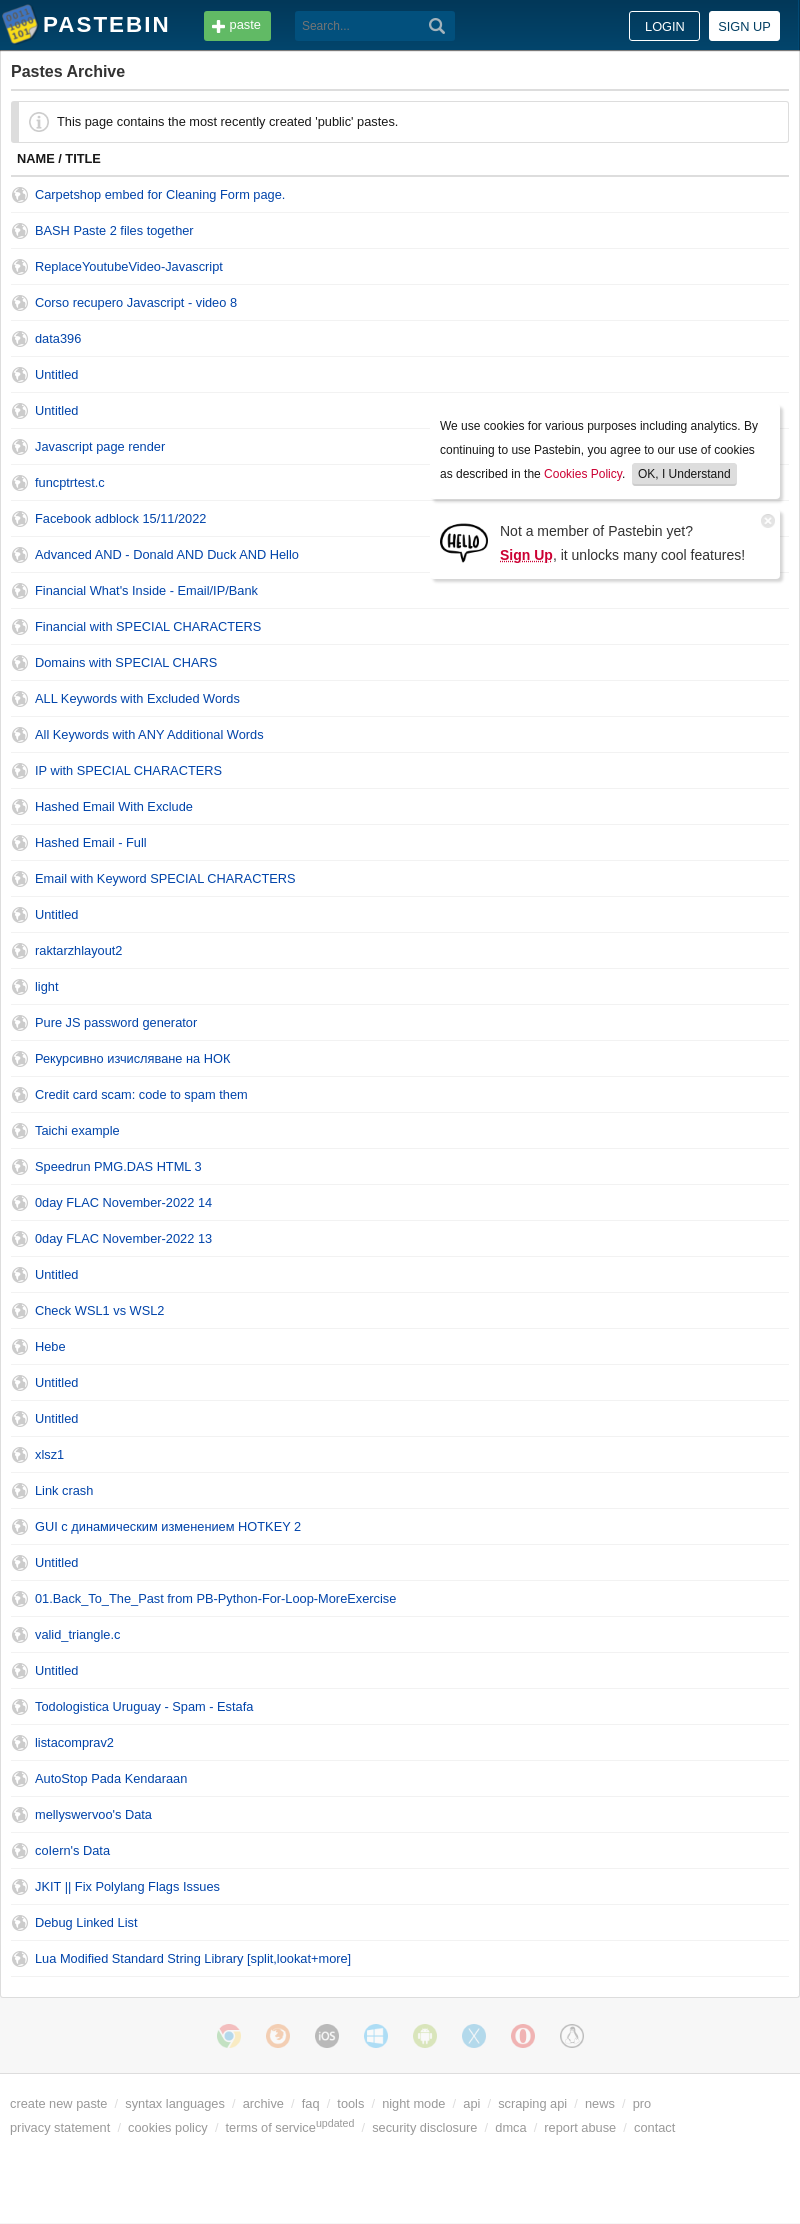 PASTEBIN
paste
Search...
LOGIN
SIGN UP
Pastes Archive
This page contains the most recently created 'public' pastes.
NAME / TITLE
Carpetshop embed for Cleaning Form page.
BASH Paste 2 files together
ReplaceYoutubeVideo-Javascript
Corso recupero Javascript - video 8
data396
Untitled
Untitled
Javascript page render
funcptrtest.c
Facebook adblock 15/11/2022
Advanced AND - Donald AND Duck AND Hello
Financial What's Inside - Email/IP/Bank
We use cookies for various purposes including analytics. By
continuing to use Pastebin, you agree to our use of cookies
as described in the Cookies Policy. OK, I Understand
HELLO
Not a member of Pastebin yet?
Sign Up, it unlocks many cool features!
Financial with SPECIAL CHARACTERS
Domains with SPECIAL CHARS
ALL Keywords with Excluded Words
All Keywords with ANY Additional Words
IP with SPECIAL CHARACTERS
Hashed Email With Exclude
Hashed Email - Full
Email with Keyword SPECIAL CHARACTERS
Untitled
raktarzhlayout2
light
Pure JS password generator
Рекурсивно изчисляване на НОК
Credit card scam: code to spam them
Taichi example
Speedrun PMG.DAS HTML 3
0day FLAC November-2022 14
0day FLAC November-2022 13
Untitled
Check WSL1 vs WSL2
Hebe
Untitled
Untitled
xlsz1
Link crash
GUI с динамическим изменением HOTKEY 2
Untitled
01.Back_To_The_Past from PB-Python-For-Loop-MoreExercise
valid_triangle.c
Untitled
Todologistica Uruguay - Spam - Estafa
listacomprav2
AutoStop Pada Kendaraan
mellyswervoo's Data
coIern's Data
JKIT || Fix Polylang Flags Issues
Debug Linked List
Lua Modified Standard String Library [split,lookat+more]
iOS
create new paste / syntax languages / archive / faq / tools / night mode / api / scraping api / news / pro
privacy statement / cookies policy / terms of service updated / security disclosure / dmca / report abuse / contact